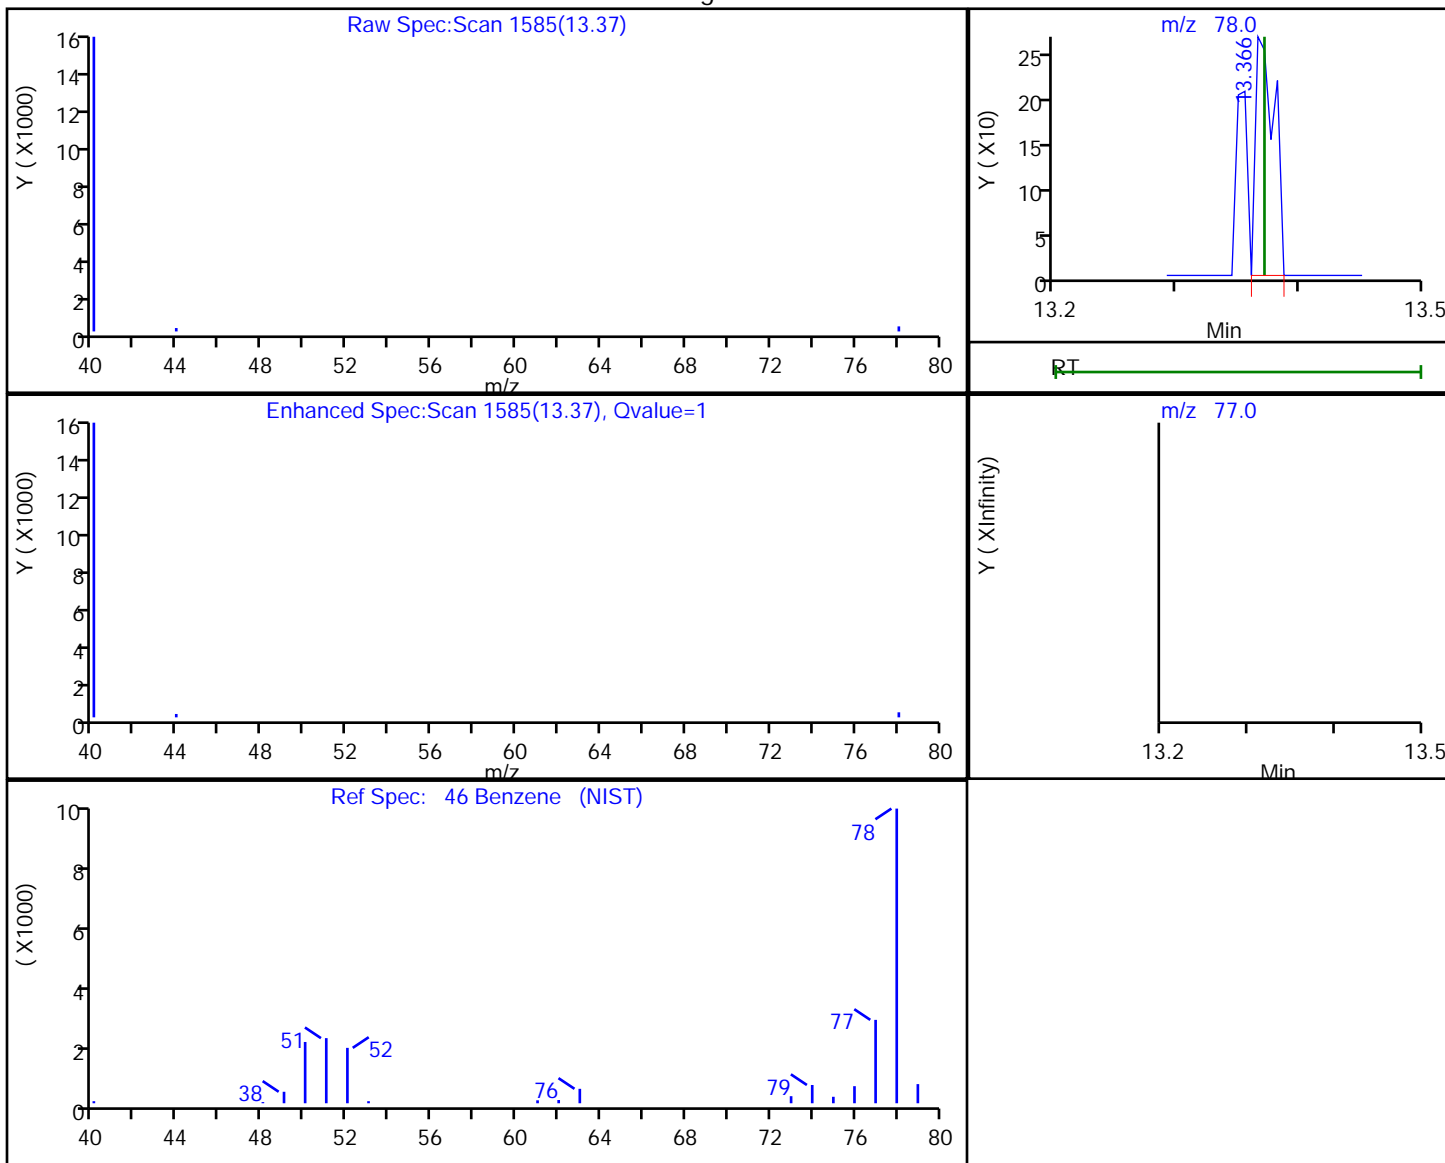 Raw Spec:Scan 1585(13.37)
Y ( X1000)
16
14
12
10
8
6
4
2
0
40 44 48 52 56 60 64 68 72 76 80
m/z
m/z 78.0
Y ( X10)
25
20
15
10
5
0
13.366
13.2 13.5
Min
RT
Enhanced Spec:Scan 1585(13.37), Qvalue=1
Y ( X1000)
16
14
12
10
8
6
4
2
0
40 44 48 52 56 60 64 68 72 76 80
m/z
m/z 77.0
Y ( XInfinity)
13.2 13.5
Min
Ref Spec: 46 Benzene (NIST)
( X1000)
10
8
6
4
2
0
78
77
51
52
38
76
79
40 44 48 52 56 60 64 68 72 76 80